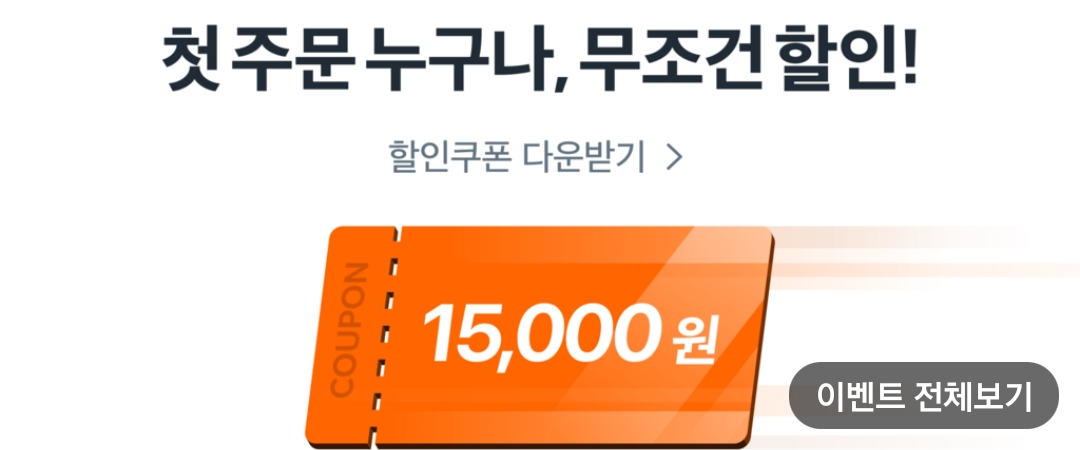 첫 주문 누구나, 무조건 할인!
할인쿠폰 다운받기 >
COUPON
15,000 원
이벤트 전체보기